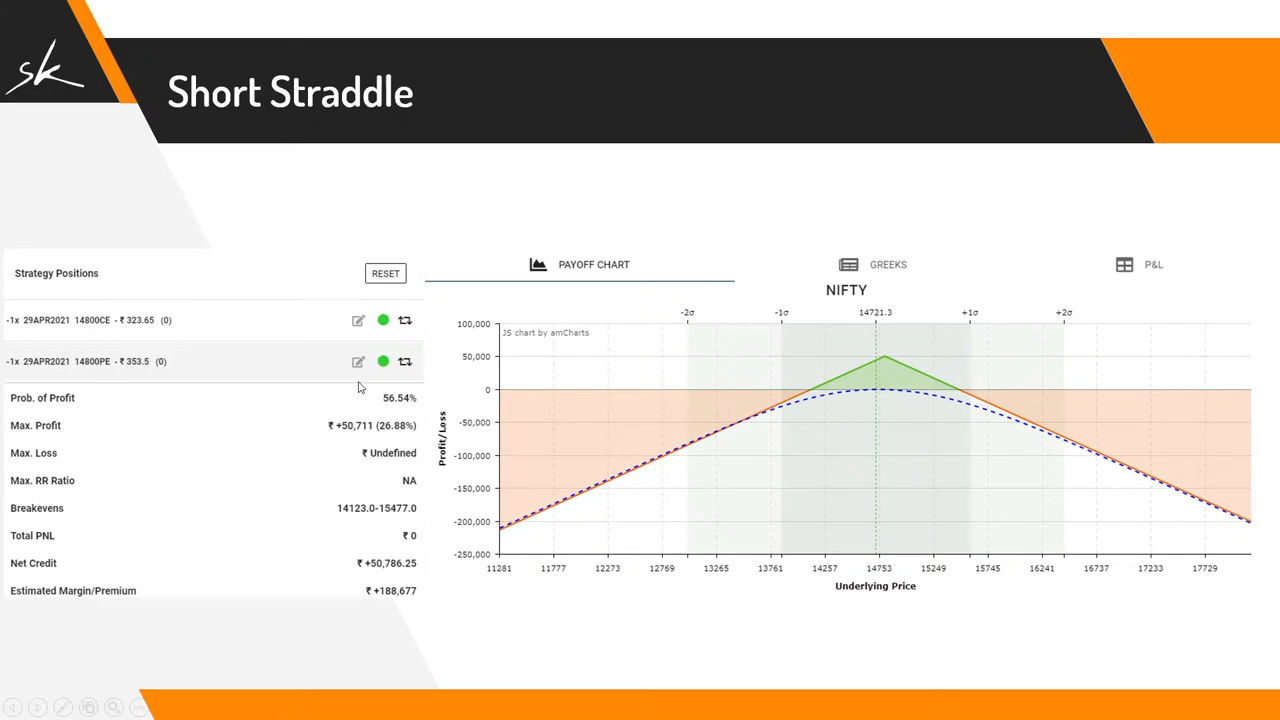 sk
Short Straddle
Strategy Positions
RESET
-1x 29APR2021 14800CE - ₹ 323.65 (0)
-1x 29APR2021 14800PE - ₹ 353.5 (0)
Prob. of Profit 56.54%
Max. Profit ₹ +50,711 (26.88%)
Max. Loss ₹ Undefined
Max. RR Ratio NA
Breakevens 14123.0-15477.0
Total PNL ₹ 0
Net Credit ₹ +50,786.25
Estimated Margin/Premium ₹ +188,677
PAYOFF CHART GREEKS P&L
NIFTY
-2σ -1σ 14721.3 +1σ +2σ
JS chart by amCharts
100,000
50,000
0
-50,000
-100,000
-150,000
-200,000
-250,000
Profit/Loss
11281 11777 12273 12769 13265 13761 14257 14753 15249 15745 16241 16737 17233 17729
Underlying Price